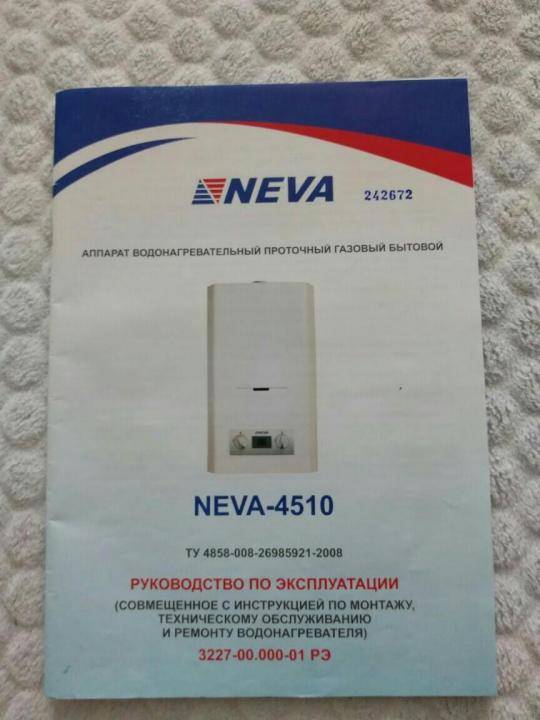 NEVA 242672
АППАРАТ ВОДОНАГРЕВАТЕЛЬНЫЙ ПРОТОЧНЫЙ ГАЗОВЫЙ БЫТОВОЙ
NEVA-4510
ТУ 4858-008-26985921-2008
РУКОВОДСТВО ПО ЭКСПЛУАТАЦИИ
(СОВМЕЩЕННОЕ С ИНСТРУКЦИЕЙ ПО МОНТАЖУ,
ТЕХНИЧЕСКОМУ ОБСЛУЖИВАНИЮ
И РЕМОНТУ ВОДОНАГРЕВАТЕЛЯ)
3227-00.000-01 РЭ